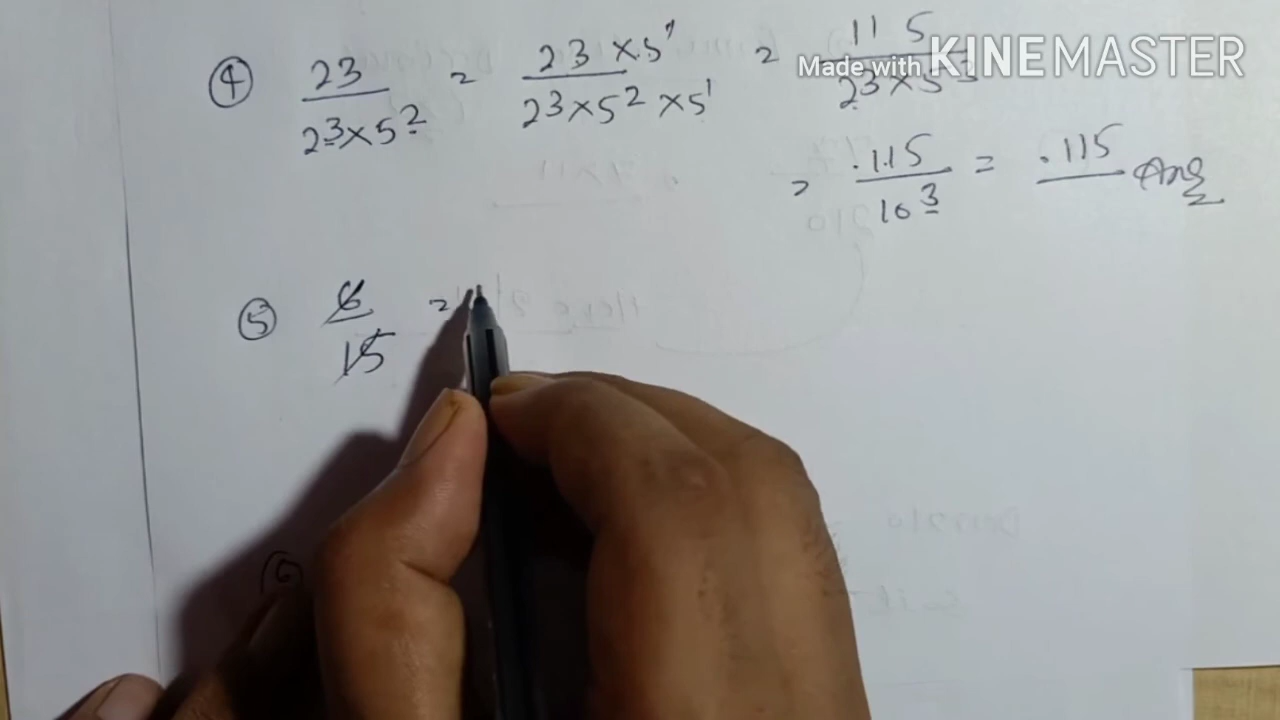 Made with KINEMASTER
④ 23/2³×5² = 23×5¹/2³×5²×5¹ = 115/2³×5³
= .115/10³ = .115 Ans
⑤ 6/15 =
⑥